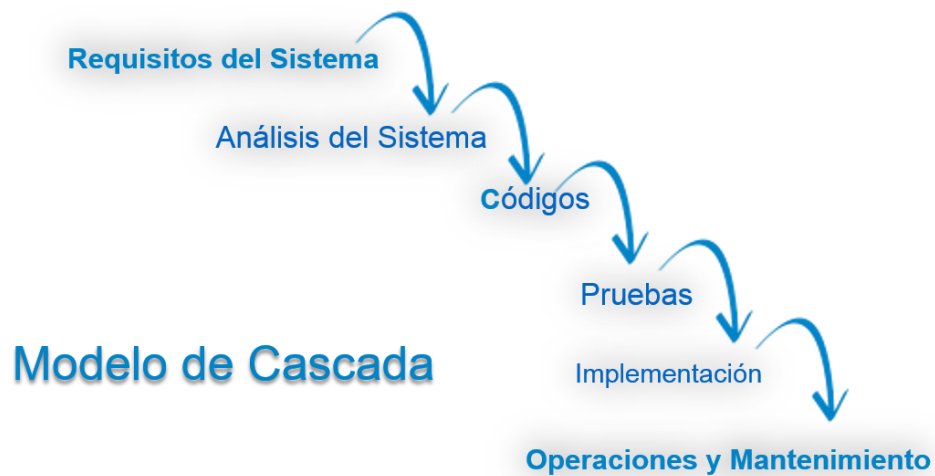 Requisitos del Sistema
Análisis del Sistema
Códigos
Pruebas
Modelo de Cascada
Implementación
Operaciones y Mantenimiento